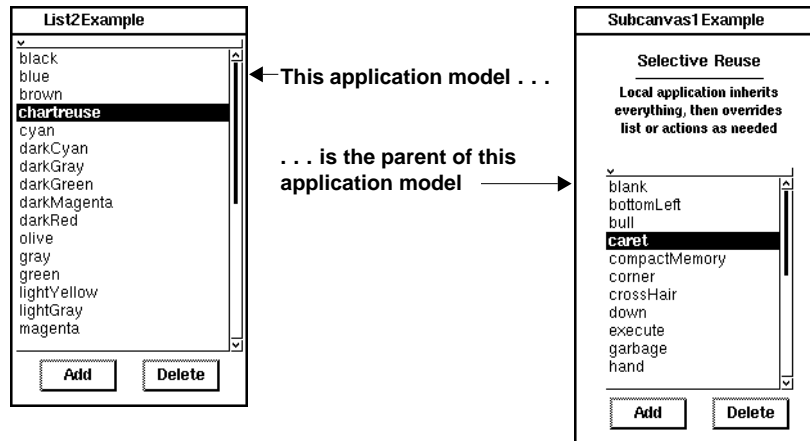 List2Example
black
blue
brown
chartreuse
cyan
darkCyan
darkGray
darkGreen
darkMagenta
darkRed
olive
gray
green
lightYellow
lightGray
magenta
Add Delete
This application model . . .
. . . is the parent of this
application model
Subcanvas1Example
Selective Reuse
Local application inherits
everything, then overrides
list or actions as needed
blank
bottomLeft
bull
caret
compactMemory
corner
crossHair
down
execute
garbage
hand
Add Delete